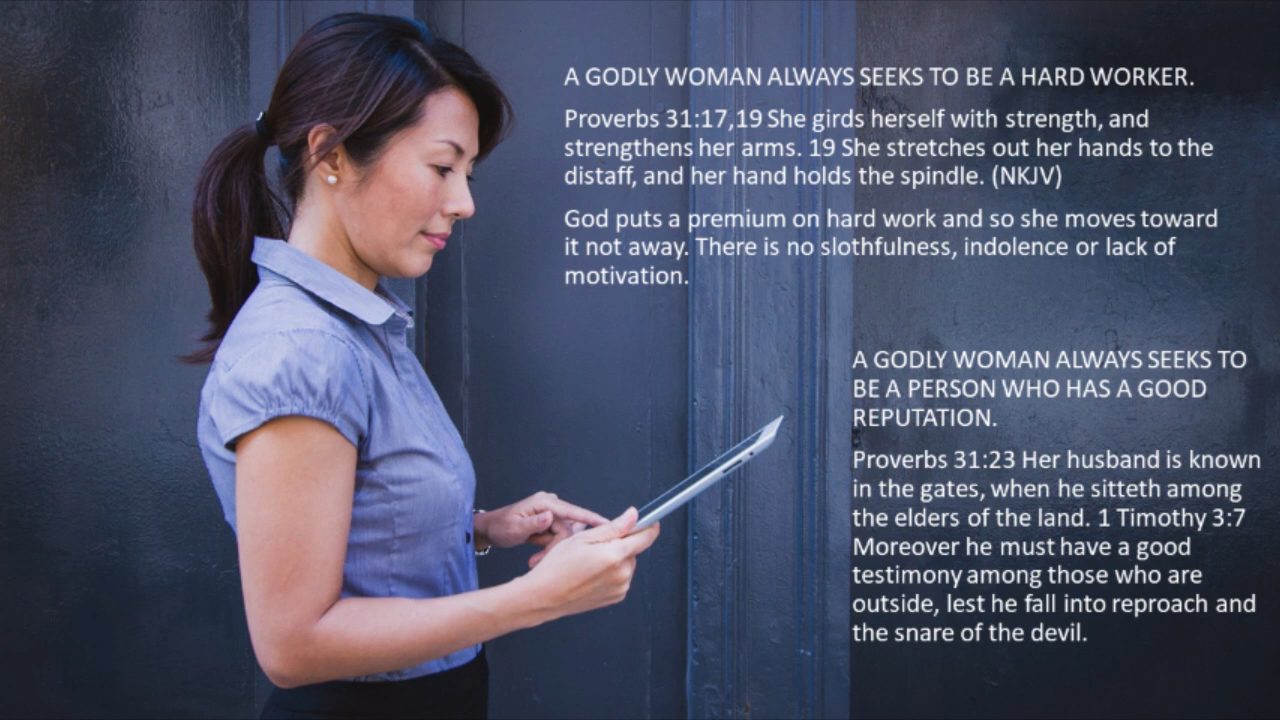 A GODLY WOMAN ALWAYS SEEKS TO BE A HARD WORKER.
Proverbs 31:17,19 She girds herself with strength, and
strengthens her arms. 19 She stretches out her hands to the
distaff, and her hand holds the spindle. (NKJV)
God puts a premium on hard work and so she moves toward
it not away. There is no slothfulness, indolence or lack of
motivation.
A GODLY WOMAN ALWAYS SEEKS TO
BE A PERSON WHO HAS A GOOD
REPUTATION.
Proverbs 31:23 Her husband is known
in the gates, when he sitteth among
the elders of the land. 1 Timothy 3:7
Moreover he must have a good
testimony among those who are
outside, lest he fall into reproach and
the snare of the devil.